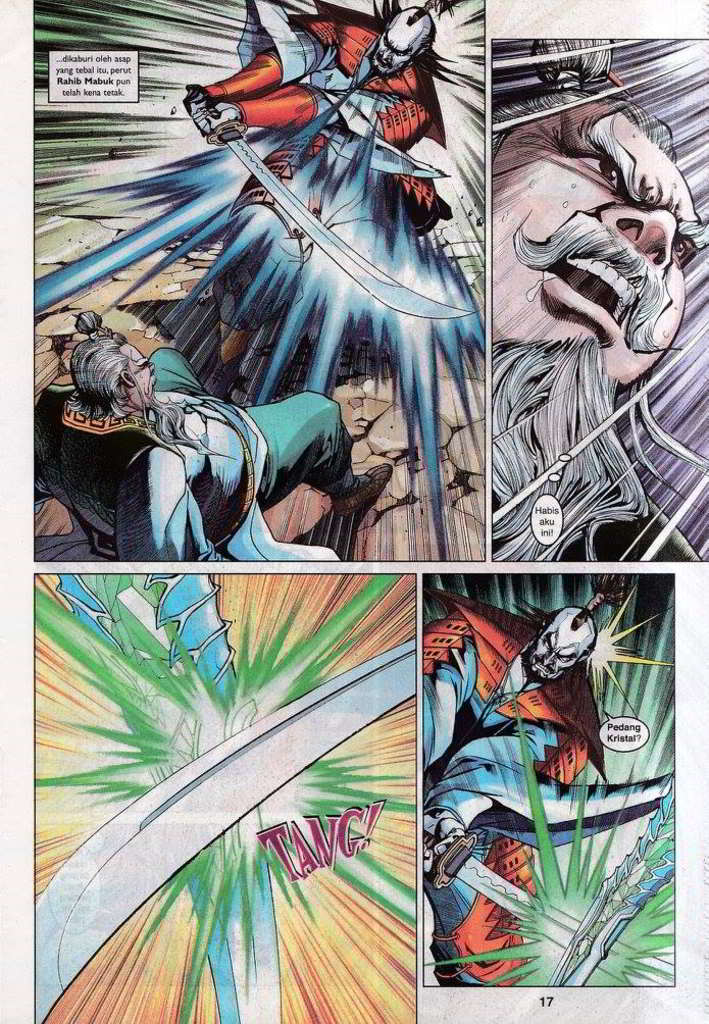 ...dikaburi oleh asap
yang tebal itu, perut
Rahib Mabuk pun
telah kena tetak.
Habis
aku
ini!
TANG!
Pedang
Kristal?
17